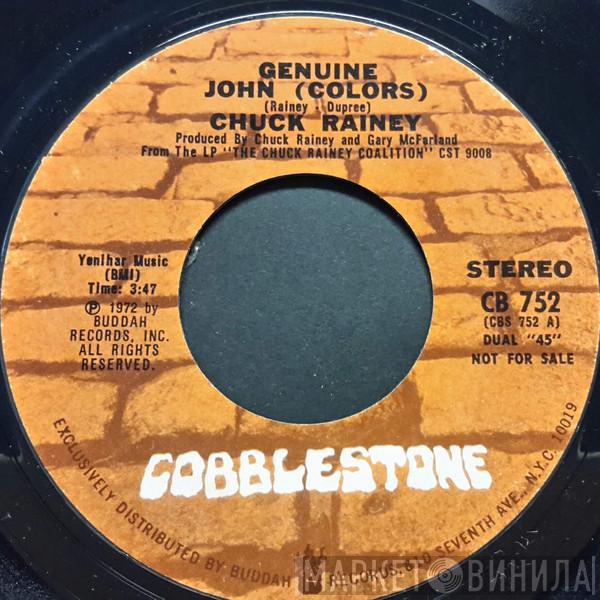 GENUINE
JOHN (COLORS)
(Rainey - Dupree)
CHUCK RAINEY
Produced By Chuck Rainey and Gary McFarland
From The LP "THE CHUCK RAINEY COALITION" CST 9008
Yenihar Music
(BMI)
Time: 3:47
℗ 1972 by
BUDDAH
RECORDS, INC.
ALL RIGHTS
RESERVED.
STEREO
CB 752
(CBS 752 A)
DUAL "45"
NOT FOR SALE
COBBLESTONE
EXCLUSIVELY DISTRIBUTED BY BUDDAH RECORDS, 810 SEVENTH AVE., N.Y.C. 10019
МАРКЕТ ВИНИЛА